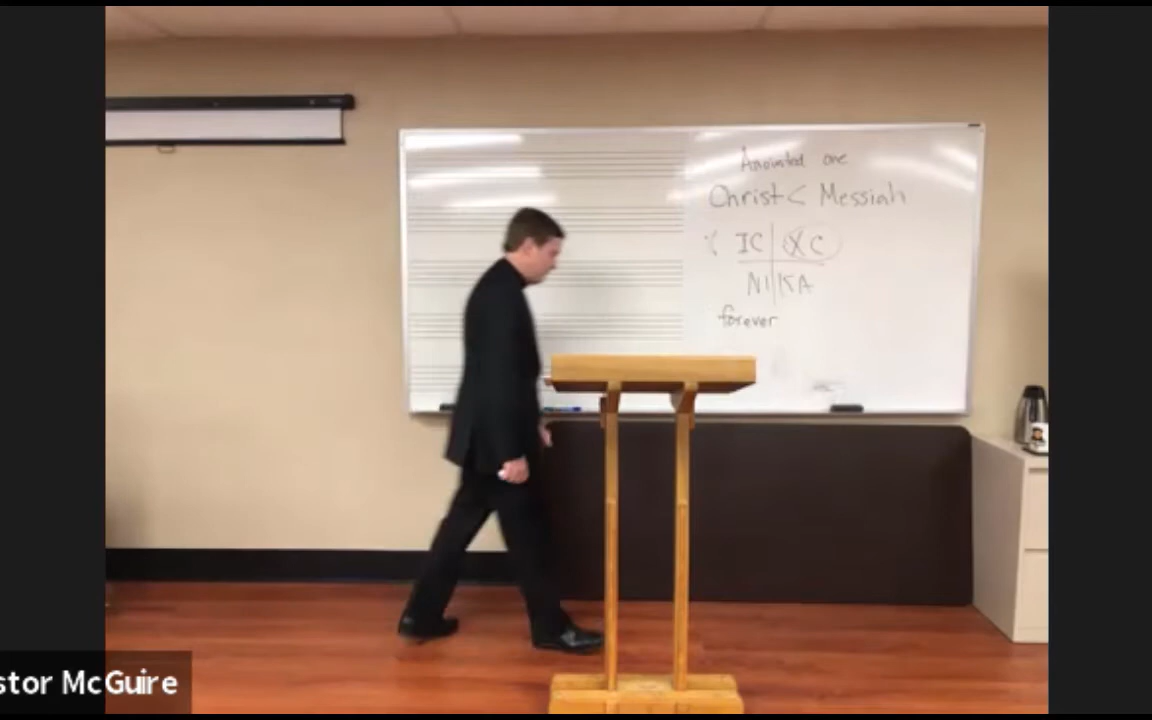 Anointed one
Christ < Messiah
IC XC
NI KA
forever
stor McGuire